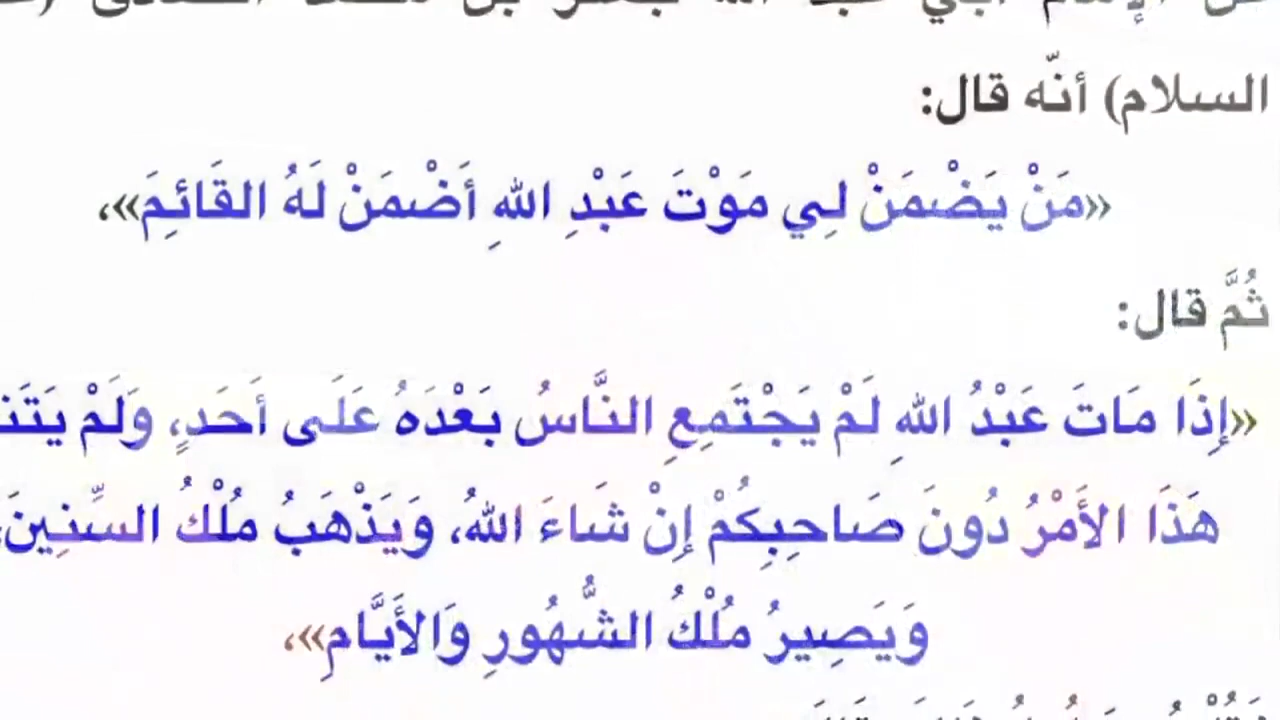 السلام) أنّه قال:
«مَنْ يَضْمَنْ لِي مَوْتَ عَبْدِ اللهِ أَضْمَنْ لَهُ القَائِمَ»،
ثُمَّ قال:
«إِذَا مَاتَ عَبْدُ اللهِ لَمْ يَجْتَمِعِ النَّاسُ بَعْدَهُ عَلَى أَحَدٍ، وَلَمْ
هَذَا الأَمْرُ دُونَ صَاحِبِكُمْ إِنْ شَاءَ اللهُ، وَيَذْهَبُ مُلْكُ السِّنِينَ،
وَيَصِيرُ مُلْكُ الشُّهُورِ وَالأَيَّامِ»،